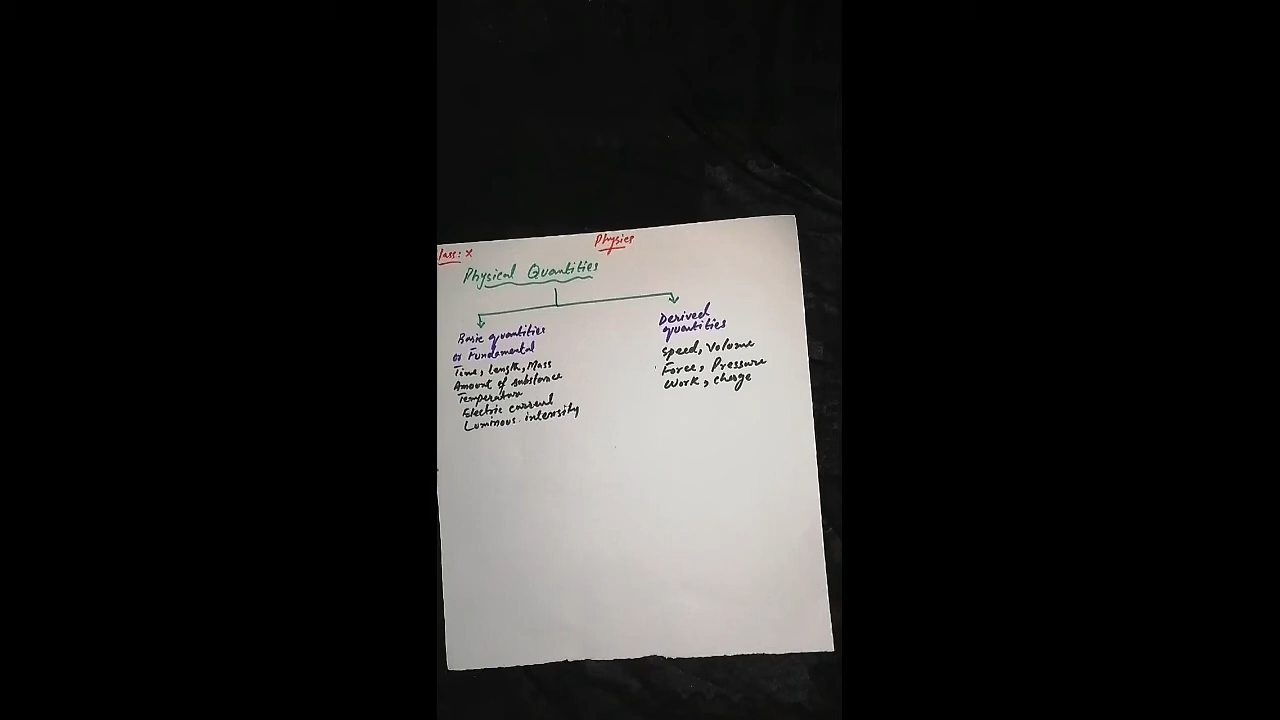 Physics
lass: X
Physical Quantities
Basic quantities
or Fundamental
Time, Length, Mass
Amount of substance
Temperature
Electric current
Luminous intensity
Derived
quantities
speed, Volume
Force, Pressure
Work, charge